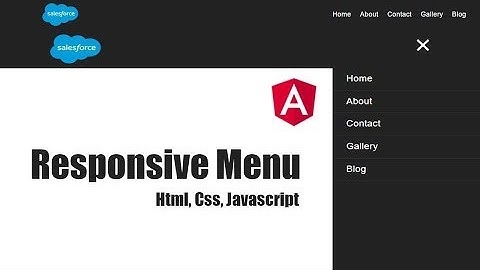 salesforce
Home About Contact Gallery Blog
salesforce
×
Home
About
Contact
Gallery
Blog
A
Responsive Menu
Html, Css, Javascript